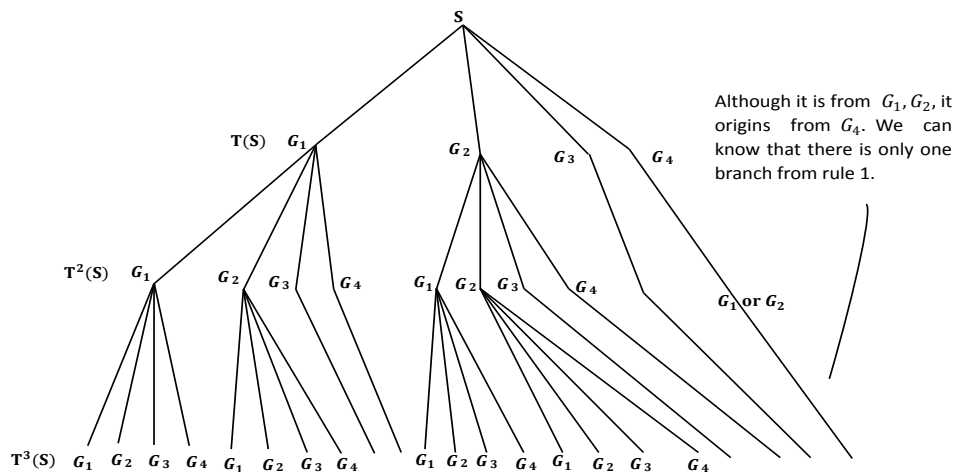 S
Although it is from G₁, G₂, it
origins from G₄. We can
know that there is only one
branch from rule 1.
T(S) G₁ G₂ G₃ G₄
T²(S) G₁ G₂ G₃ G₄ G₁ G₂ G₃ G₄ G₁ or G₂
T³(S) G₁ G₂ G₃ G₄ G₁ G₂ G₃ G₄ G₁ G₂ G₃ G₄ G₁ G₂ G₃ G₄